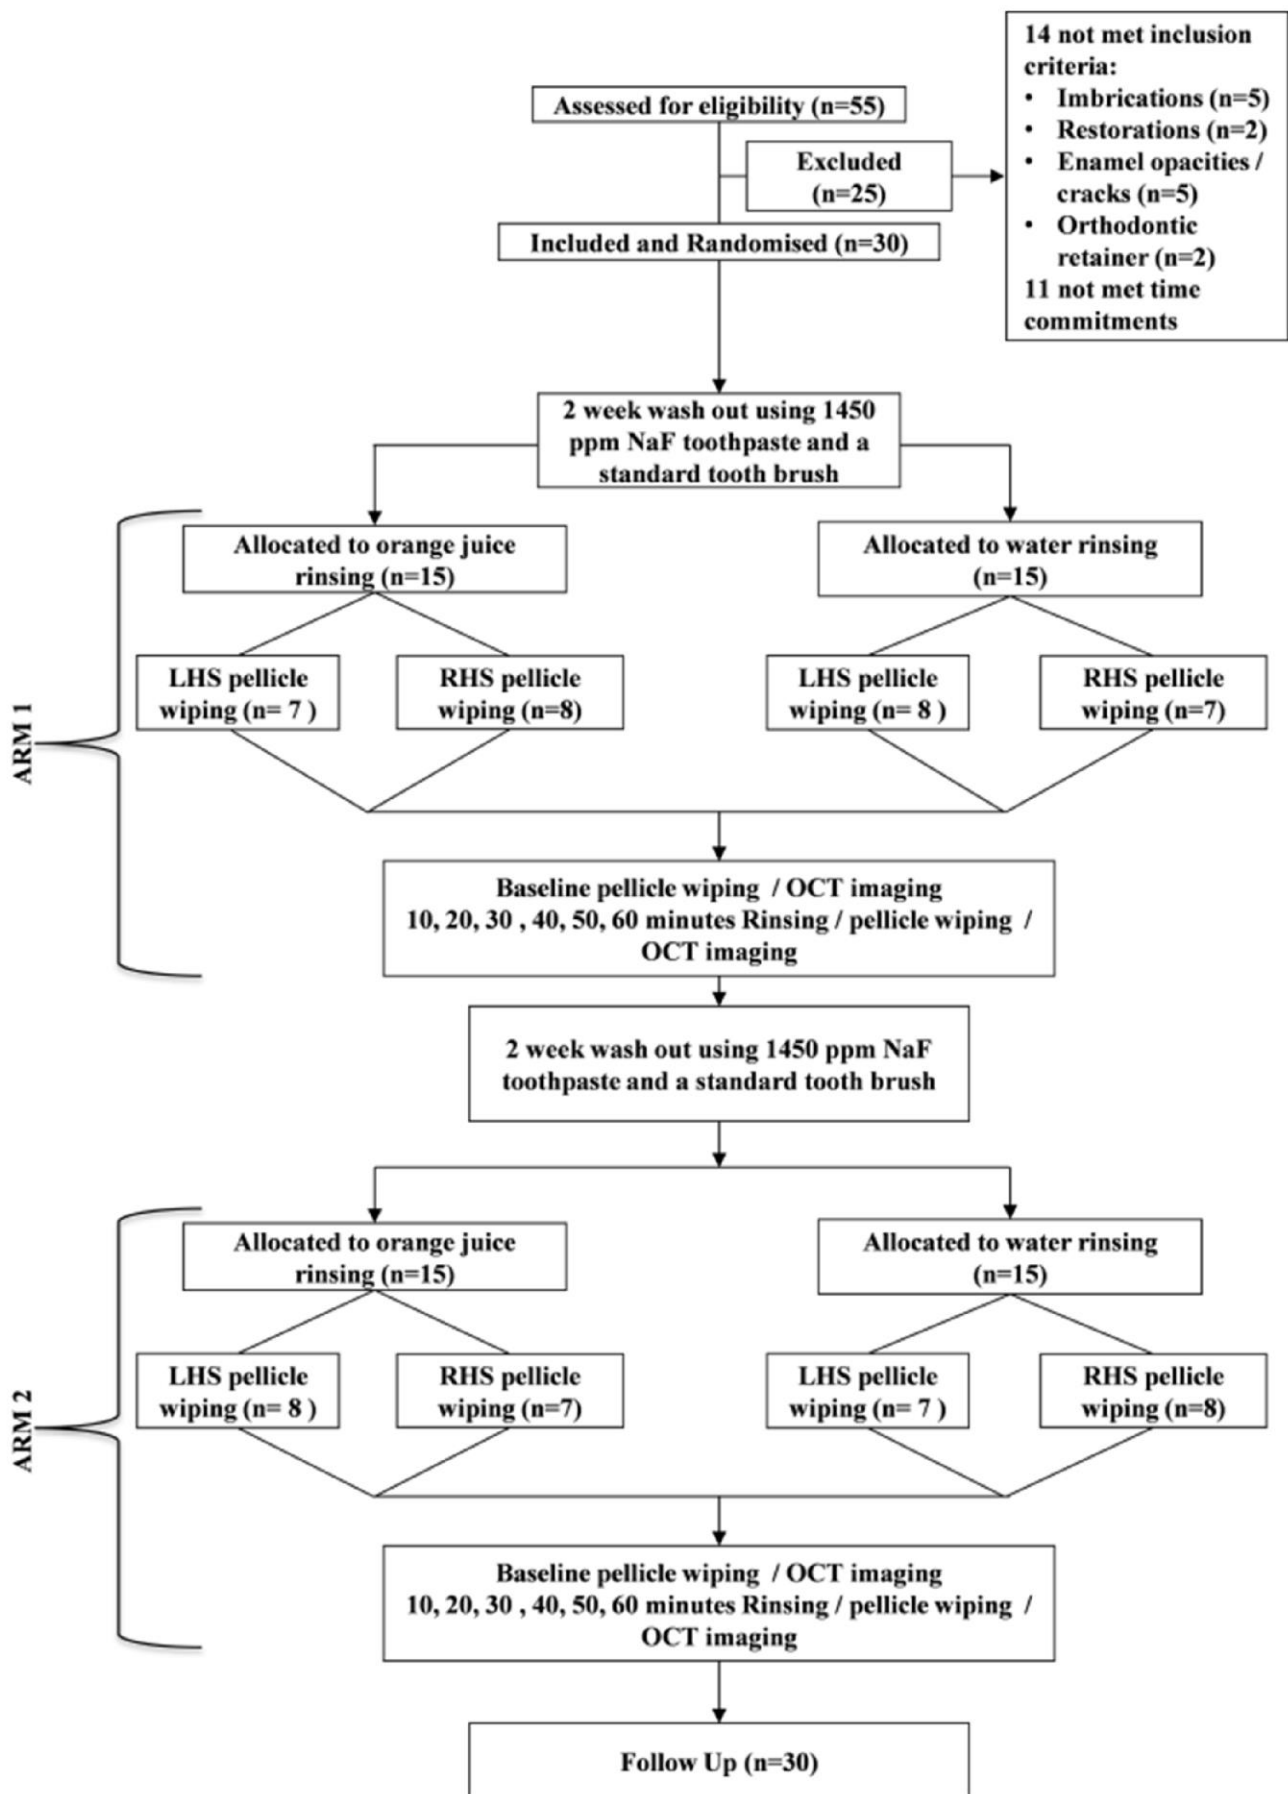 Assessed for eligibility (n=55)
Excluded
(n=25)
14 not met inclusion
criteria:
• Imbrications (n=5)
• Restorations (n=2)
• Enamel opacities /
cracks (n=5)
• Orthodontic
retainer (n=2)
11 not met time
commitments
Included and Randomised (n=30)
2 week wash out using 1450
ppm NaF toothpaste and a
standard tooth brush
ARM 1
Allocated to orange juice
rinsing (n=15)
Allocated to water rinsing
(n=15)
LHS pellicle
wiping (n= 7 )
RHS pellicle
wiping (n=8)
LHS pellicle
wiping (n= 8 )
RHS pellicle
wiping (n=7)
Baseline pellicle wiping / OCT imaging
10, 20, 30 , 40, 50, 60 minutes Rinsing / pellicle wiping /
OCT imaging
2 week wash out using 1450 ppm NaF
toothpaste and a standard tooth brush
ARM 2
Allocated to orange juice
rinsing (n=15)
Allocated to water rinsing
(n=15)
LHS pellicle
wiping (n= 8 )
RHS pellicle
wiping (n=7)
LHS pellicle
wiping (n= 7 )
RHS pellicle
wiping (n=8)
Baseline pellicle wiping / OCT imaging
10, 20, 30 , 40, 50, 60 minutes Rinsing / pellicle wiping /
OCT imaging
Follow Up (n=30)